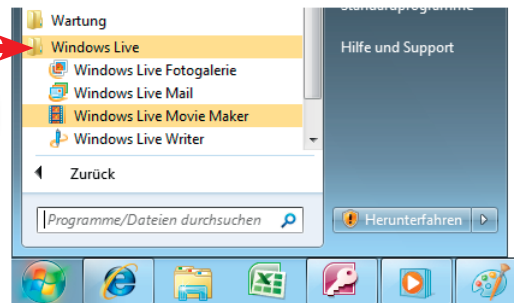 Wartung
Windows Live
Windows Live Fotogalerie
Windows Live Mail
Windows Live Movie Maker
Windows Live Writer
Zurück
Programme/Dateien durchsuchen
Standardprogramme
Hilfe und Support
Herunterfahren